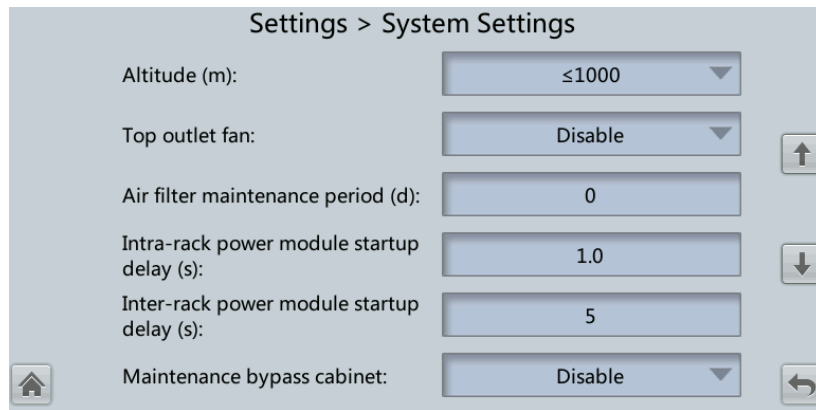 Settings > System Settings
Altitude (m):
≤1000
Top outlet fan:
Disable
Air filter maintenance period (d):
0
Intra-rack power module startup
delay (s):
1.0
Inter-rack power module startup
delay (s):
5
Maintenance bypass cabinet:
Disable